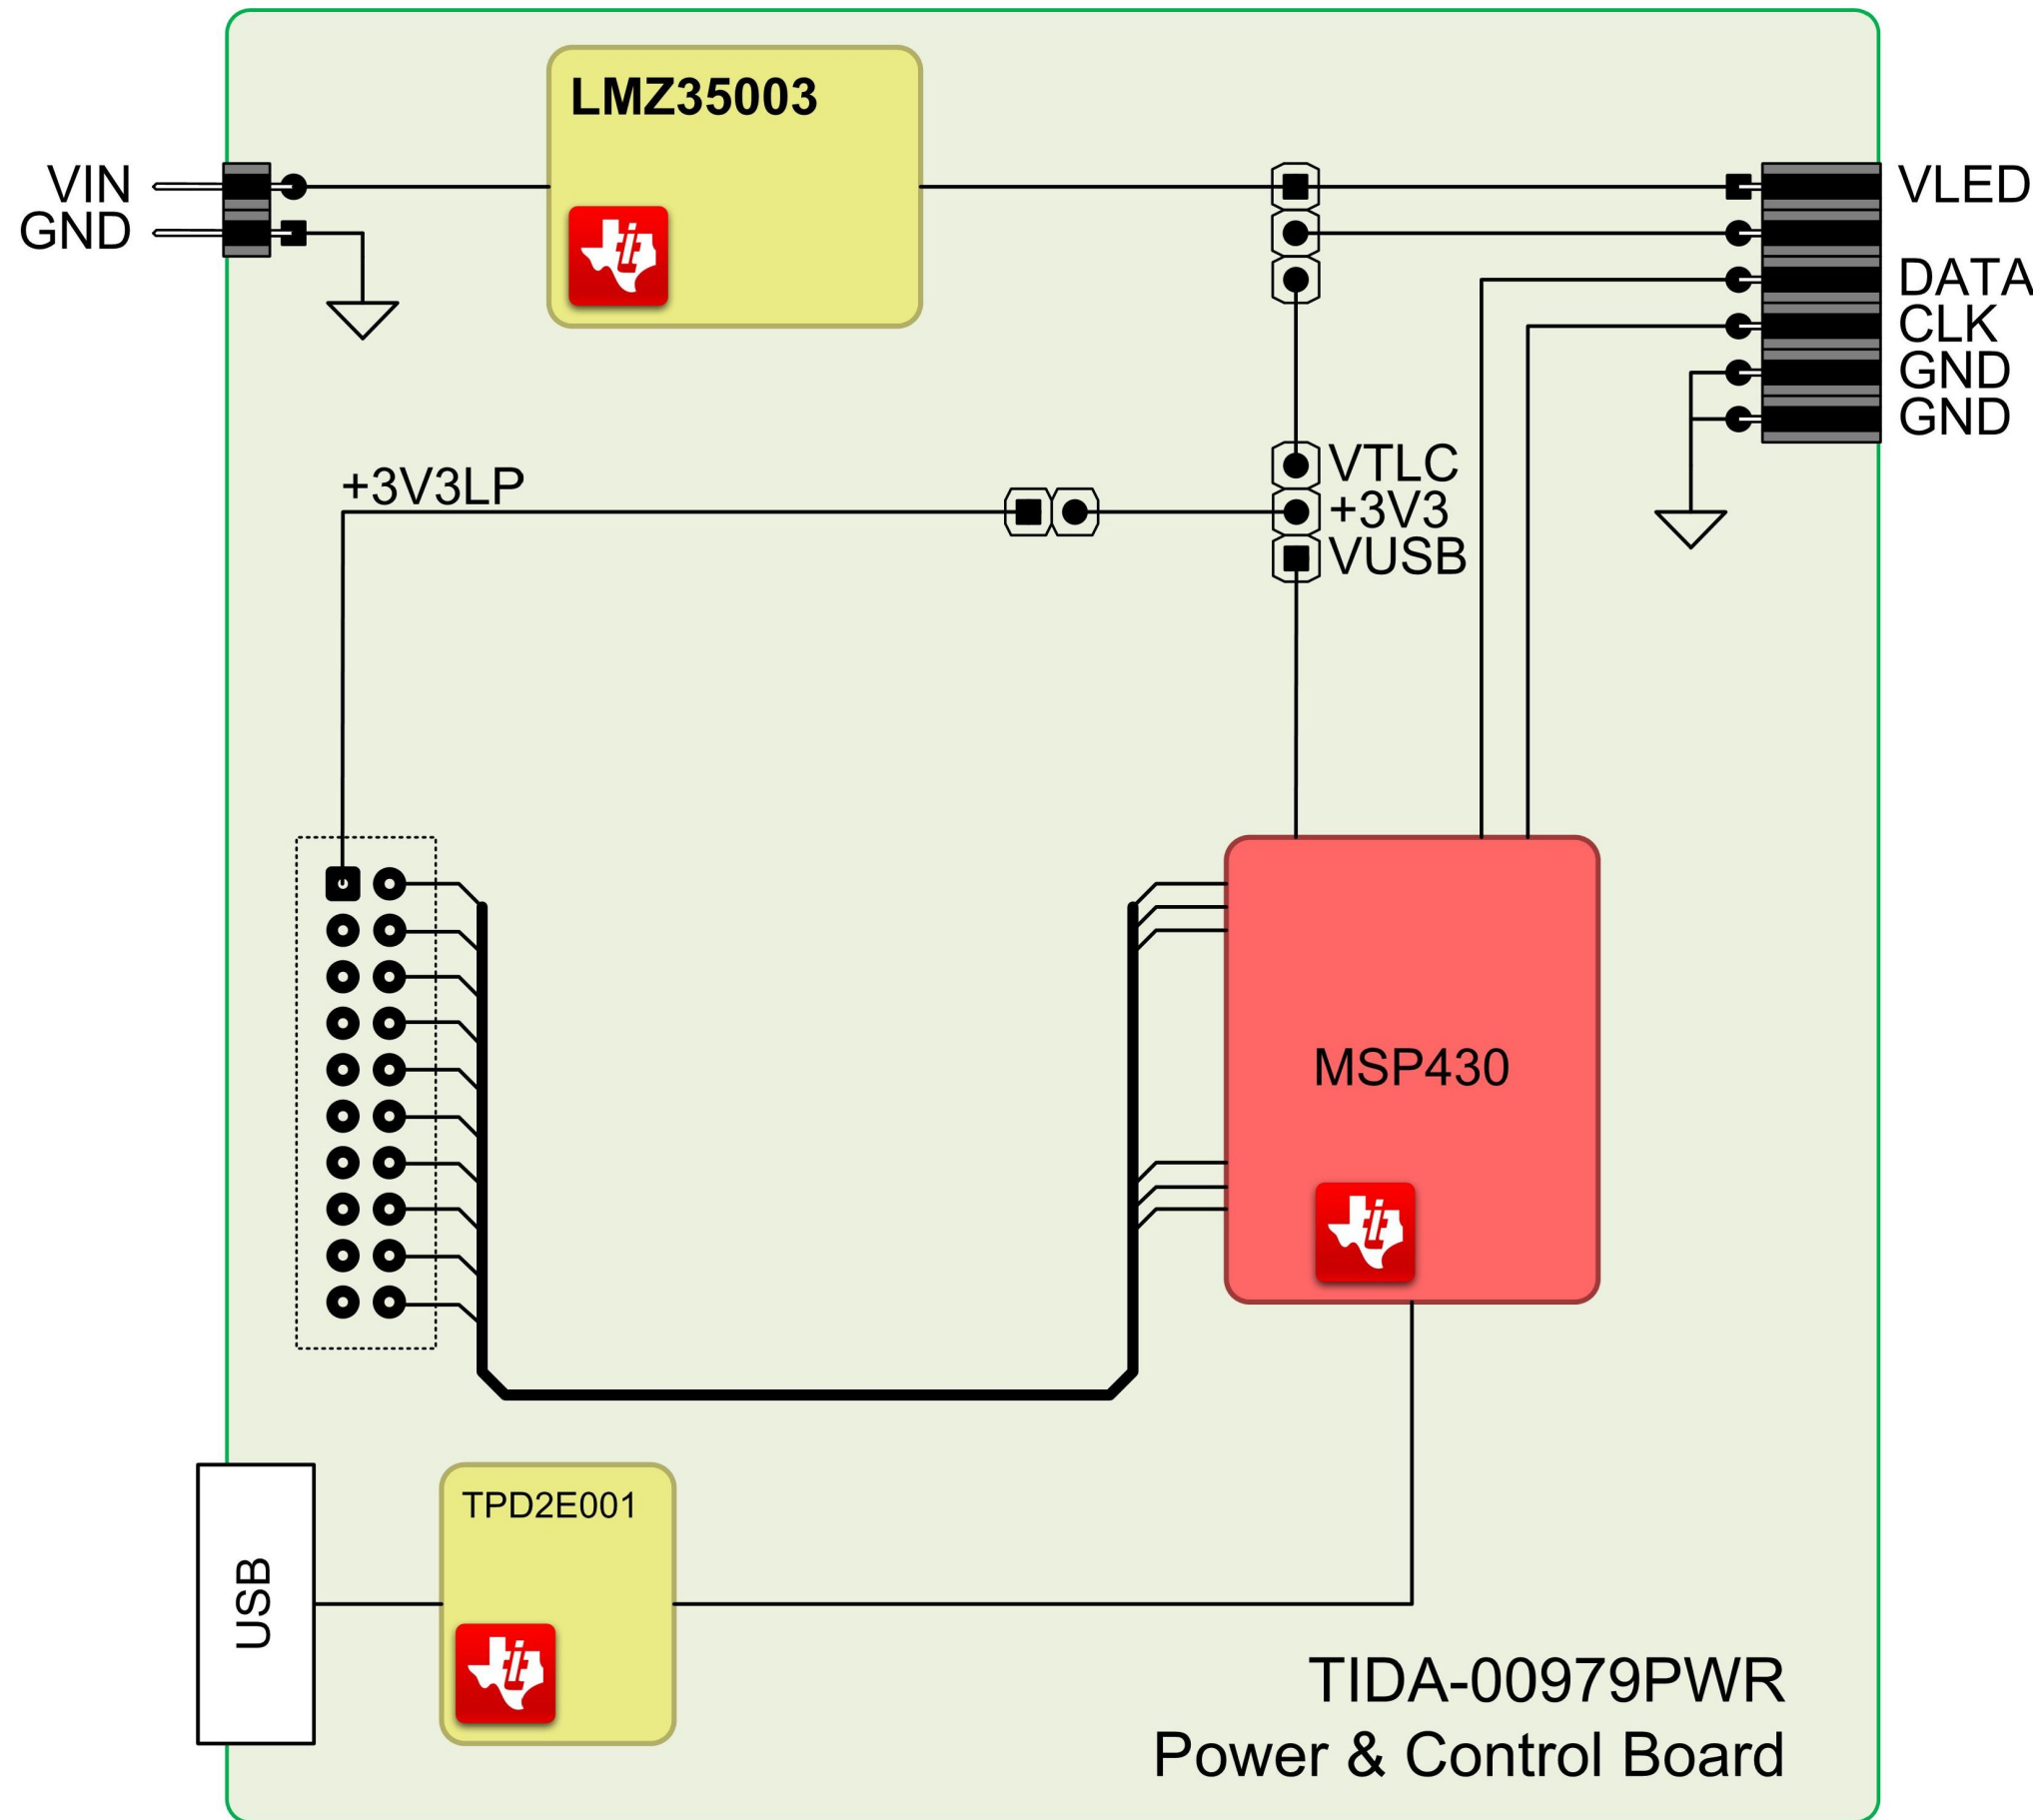 LMZ35003
VIN
GND
VLED
DATA
CLK
GND
GND
+3V3LP
VTLC
+3V3
VUSB
MSP430
TPD2E001
USB
TIDA-00979PWR
Power & Control Board